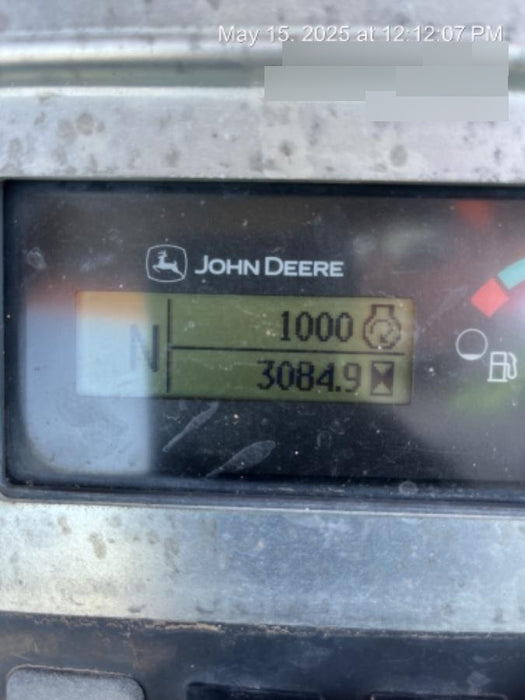 May 15, 2025 at 12:12:07 PM
JOHN DEERE
N
1000
3084.9